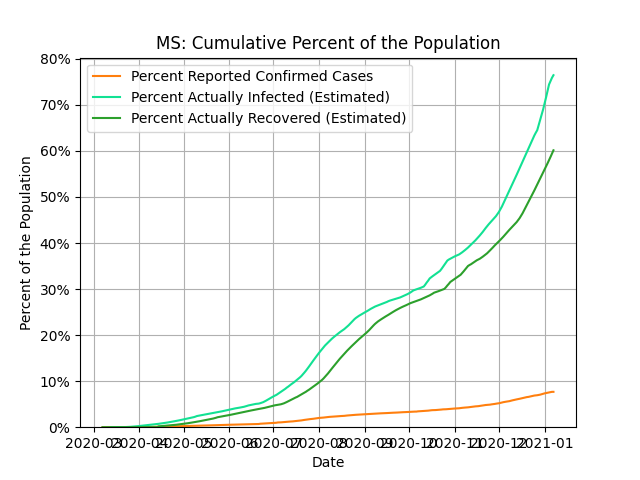 MS: Cumulative Percent of the Population
80%
70%
60%
50%
40%
30%
20%
10%
0%
Percent of the Population
Percent Reported Confirmed Cases
Percent Actually Infected (Estimated)
Percent Actually Recovered (Estimated)
2020-03 2020-04 2020-05 2020-06 2020-07 2020-08 2020-09 2020-10 2020-11 2020-12 2021-01
Date